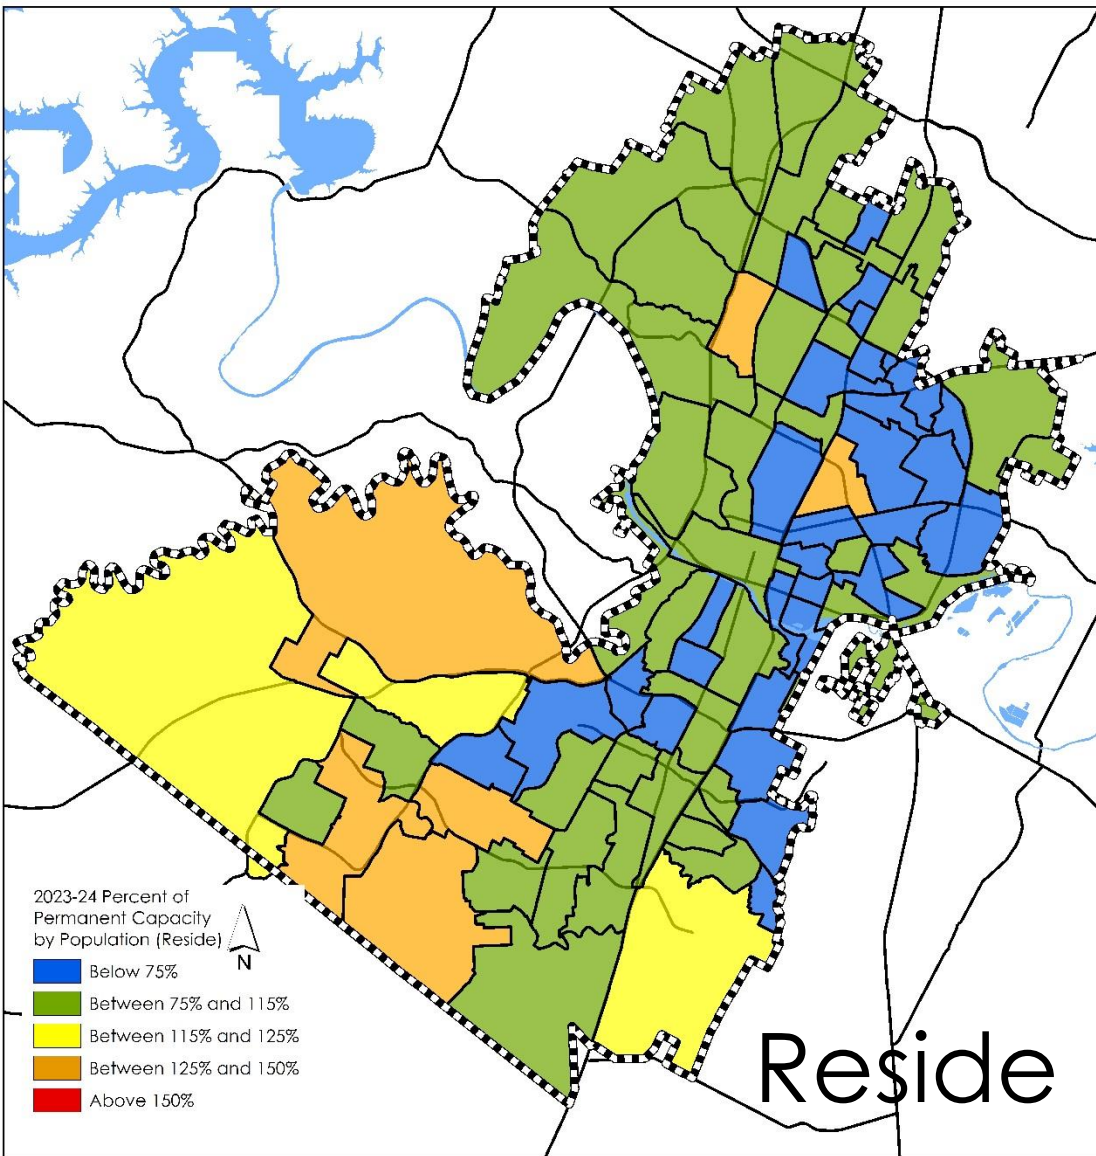 2023-24 Percent of
Permanent Capacity
by Population (Reside)
N
Below 75%
Between 75% and 115%
Between 115% and 125%
Between 125% and 150%
Above 150%
Reside